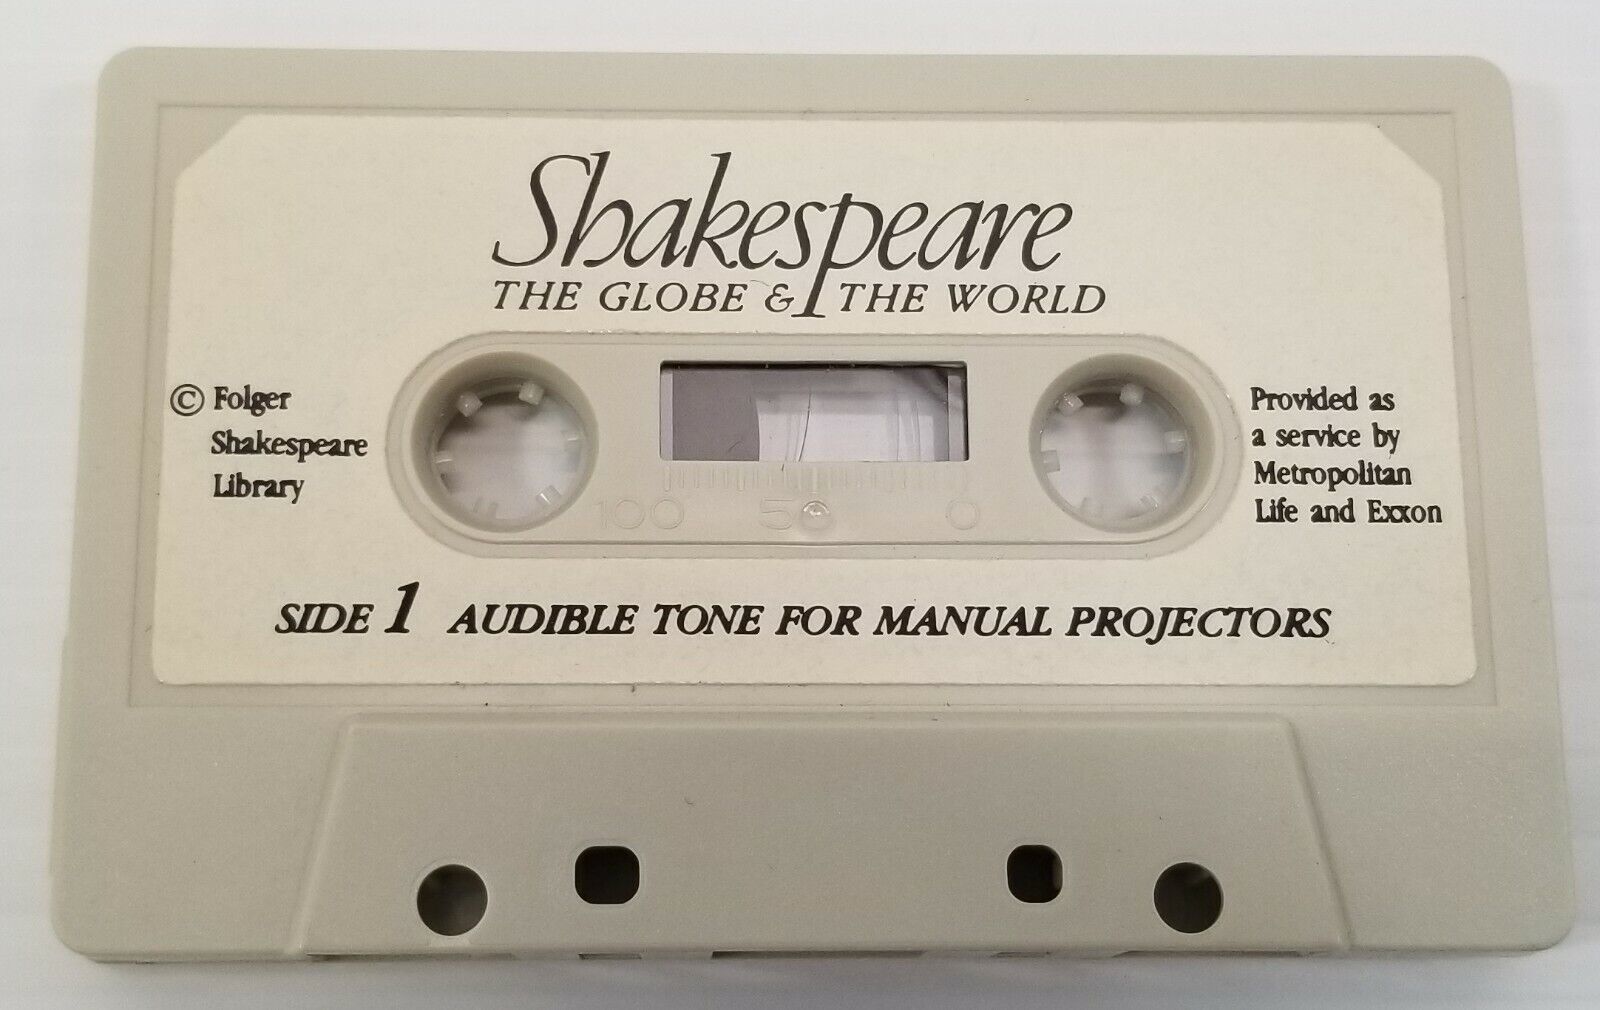 Shakespeare
THE GLOBE & THE WORLD
© Folger
Shakespeare
Library
Provided as
a service by
Metropolitan
Life and Exxon
100 50 0
SIDE 1 AUDIBLE TONE FOR MANUAL PROJECTORS